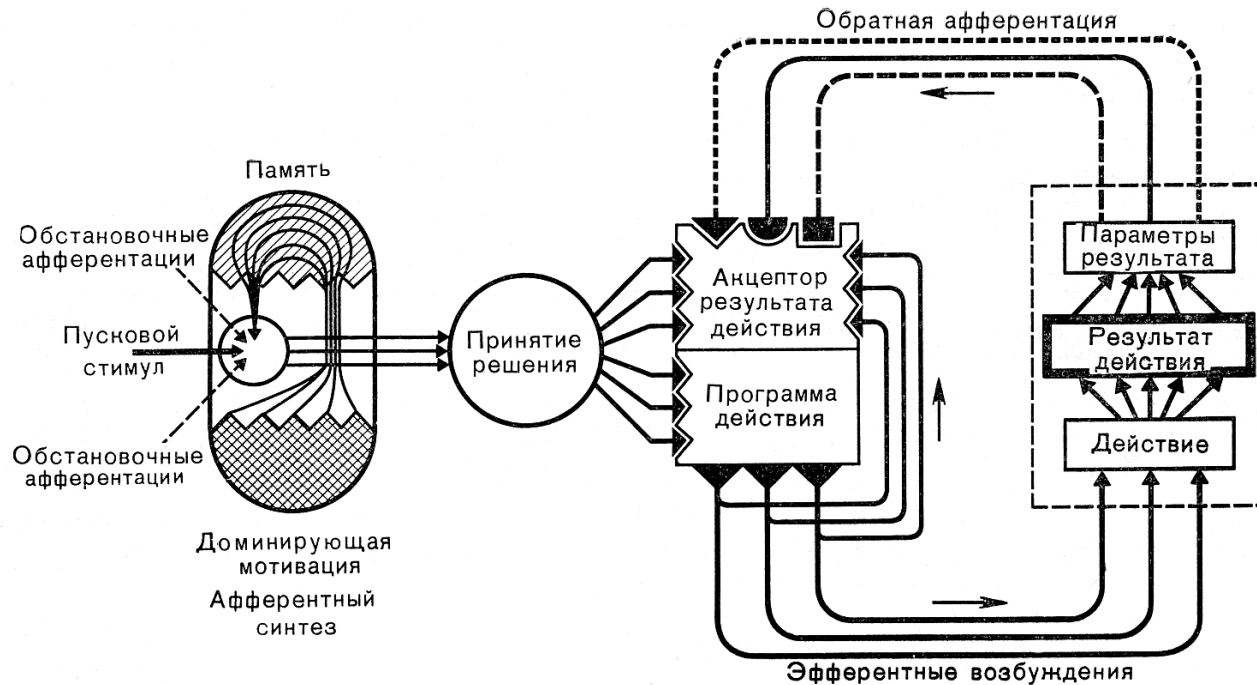 Обратная афферентация
Память
Обстановочные
афферентации
Пусковой
стимул
Обстановочные
афферентации
Доминирующая
мотивация
Афферентный
синтез
Принятие
решения
Акцептор
результата
действия
Программа
действия
Параметры
результата
Результат
действия
Действие
Эфферентные возбуждения